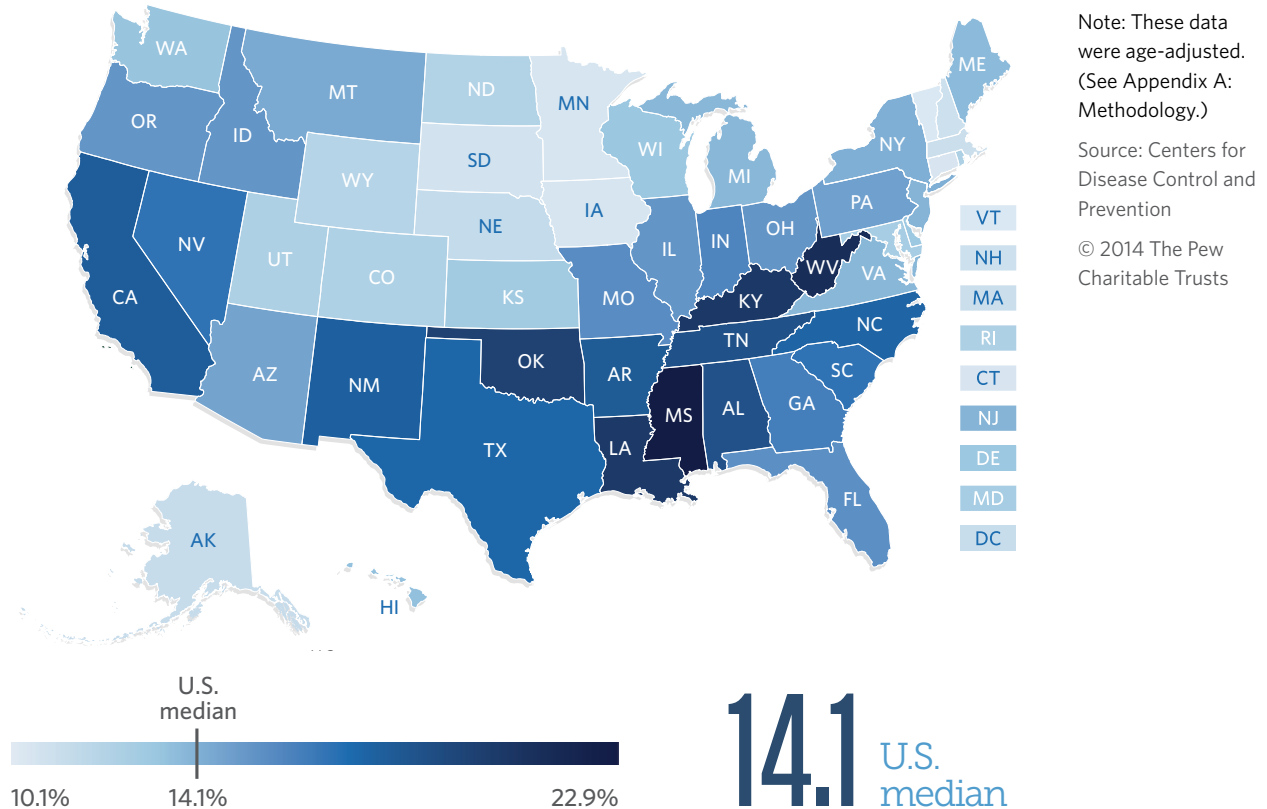 WA
OR
ID
MT
ND
MN
SD
WY
NE
IA
WI
MI
NY
ME
PA
NV
UT
CO
KS
CA
AZ
NM
OK
TX
MO
IL
IN
OH
WV
VA
KY
TN
NC
SC
AR
LA
MS
AL
GA
FL
AK
HI
VT
NH
MA
RI
CT
NJ
DE
MD
DC
Note: These data
were age-adjusted.
(See Appendix A:
Methodology.)
Source: Centers for
Disease Control and
Prevention
© 2014 The Pew
Charitable Trusts
U.S.
median
10.1%
14.1%
22.9%
14.1
U.S.
median